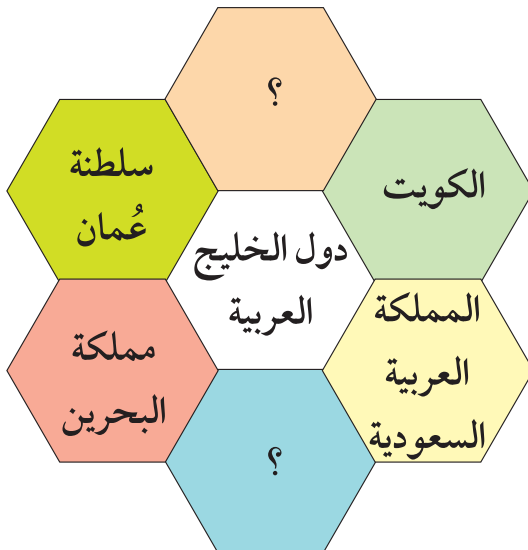 ؟
الكويت
سلطنة
عُمان
دول الخليج
العربية
المملكة
العربية
السعودية
مملكة
البحرين
؟